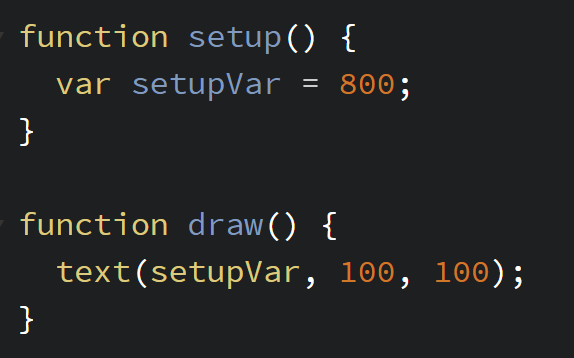 function setup() {
  var setupVar = 800;
}

function draw() {
  text(setupVar, 100, 100);
}